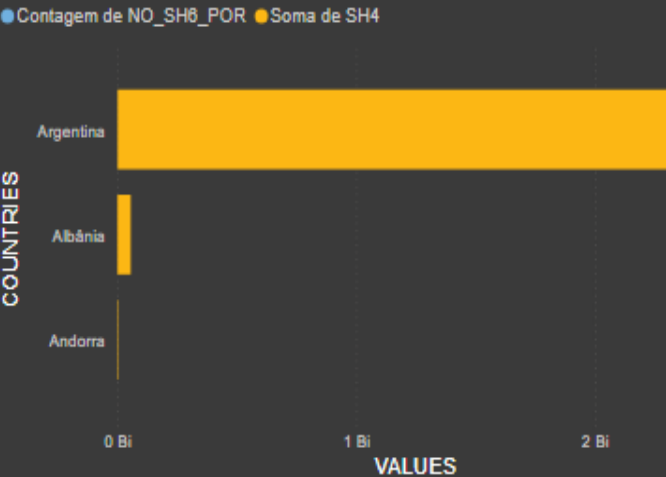 Contagem de NO_SH6_POR Soma de SH4
Argentina
Albânia
Andorra
COUNTRIES
0 Bi 1 Bi 2 Bi
VALUES